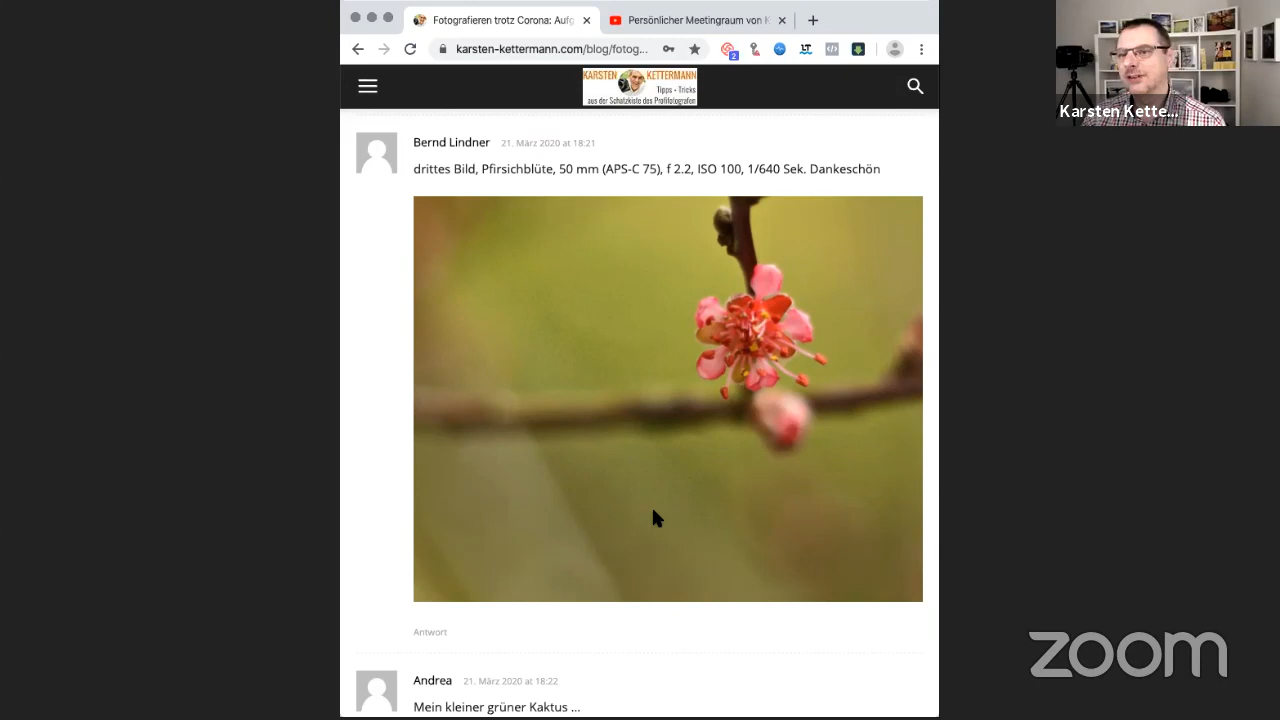 Fotografieren trotz Corona: Aufg
Persönlicher Meetingraum von K
karsten-kettermann.com/blog/fotog...
2
KARSTEN KETTERMANN
Tipps + Tricks
aus der Schatzkiste des Profifotografen
Karsten Kette...
Bernd Lindner 21. März 2020 at 18:21
drittes Bild, Pfirsichblüte, 50 mm (APS-C 75), f 2.2, ISO 100, 1/640 Sek. Dankeschön
Antwort
zoom
Andrea 21. März 2020 at 18:22
Mein kleiner grüner Kaktus ...